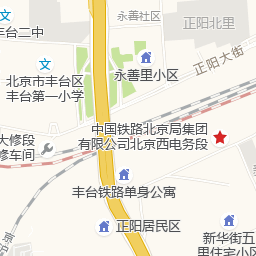 永善社区
正阳北里
丰台二中
正阳大街
永善里小区
北京市丰台区
丰台第一小学
中国铁路北京局集团
有限公司北京西电务段
大修段
修车间
丰台铁路单身公寓
正阳居民区
新华街五
里住宅小区
京